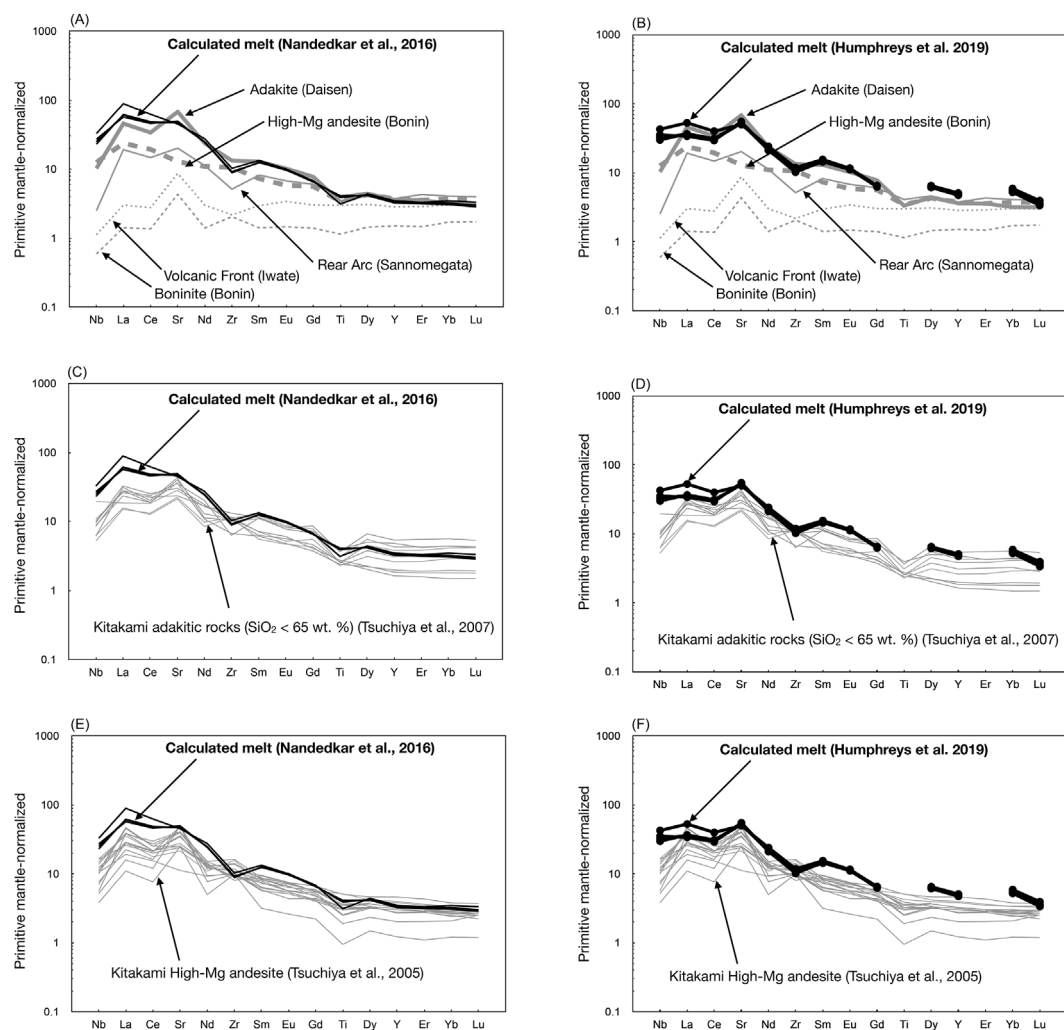 (A)
1000
100
10
1
0.1
Primitive mantle-normalized
Calculated melt (Nandedkar et al., 2016)
Adakite (Daisen)
High-Mg andesite (Bonin)
Rear Arc (Sannomegata)
Volcanic Front (Iwate)
Boninite (Bonin)
Nb La Ce Sr Nd Zr Sm Eu Gd Ti Dy Y Er Yb Lu
(B)
1000
100
10
1
0.1
Primitive mantle-normalized
Calculated melt (Humphreys et al. 2019)
Adakite (Daisen)
High-Mg andesite (Bonin)
Rear Arc (Sannomegata)
Volcanic Front (Iwate)
Boninite (Bonin)
Nb La Ce Sr Nd Zr Sm Eu Gd Ti Dy Y Er Yb Lu
(C)
1000
100
10
1
0.1
Primitive mantle-normalized
Calculated melt (Nandedkar et al., 2016)
Kitakami adakitic rocks (SiO₂ < 65 wt. %) (Tsuchiya et al., 2007)
Nb La Ce Sr Nd Zr Sm Eu Gd Ti Dy Y Er Yb Lu
(D)
1000
100
10
1
0.1
Primitive mantle-normalized
Calculated melt (Humphreys et al. 2019)
Kitakami adakitic rocks (SiO₂ < 65 wt. %) (Tsuchiya et al., 2007)
Nb La Ce Sr Nd Zr Sm Eu Gd Ti Dy Y Er Yb Lu
(E)
1000
100
10
1
0.1
Primitive mantle-normalized
Calculated melt (Nandedkar et al., 2016)
Kitakami High-Mg andesite (Tsuchiya et al., 2005)
Nb La Ce Sr Nd Zr Sm Eu Gd Ti Dy Y Er Yb Lu
(F)
1000
100
10
1
0.1
Primitive mantle-normalized
Calculated melt (Humphreys et al. 2019)
Kitakami High-Mg andesite (Tsuchiya et al., 2005)
Nb La Ce Sr Nd Zr Sm Eu Gd Ti Dy Y Er Yb Lu